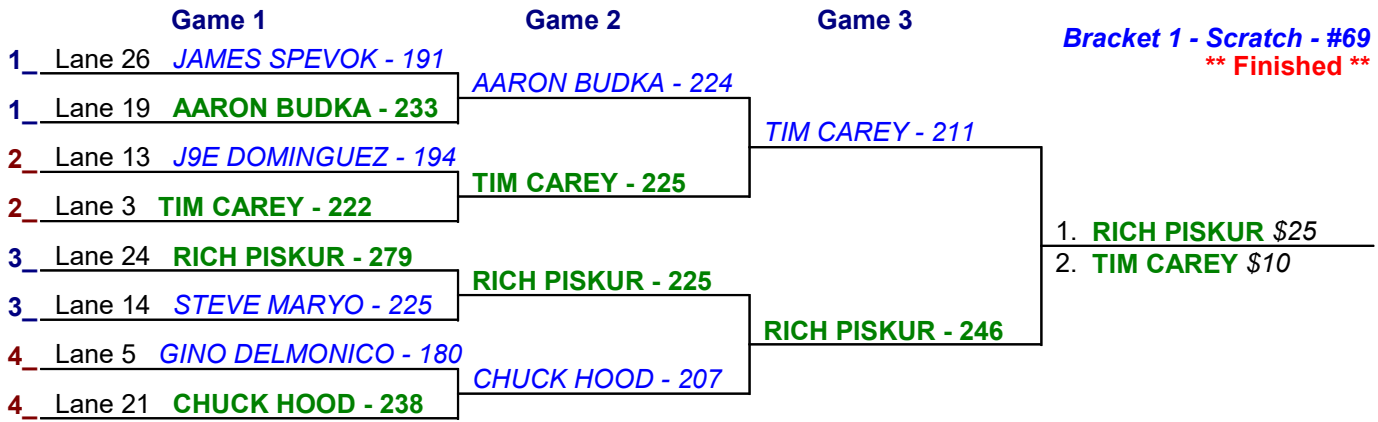 Game 1 Game 2 Game 3
Bracket 1 - Scratch - #69
** Finished **
1_ Lane 26 JAMES SPEVOK - 191
AARON BUDKA - 224
1_ Lane 19 AARON BUDKA - 233
TIM CAREY - 211
2_ Lane 13 J9E DOMINGUEZ - 194
TIM CAREY - 225
2_ Lane 3 TIM CAREY - 222
1. RICH PISKUR $25
3_ Lane 24 RICH PISKUR - 279
2. TIM CAREY $10
RICH PISKUR - 225
3_ Lane 14 STEVE MARYO - 225
RICH PISKUR - 246
4_ Lane 5 GINO DELMONICO - 180
CHUCK HOOD - 207
4_ Lane 21 CHUCK HOOD - 238